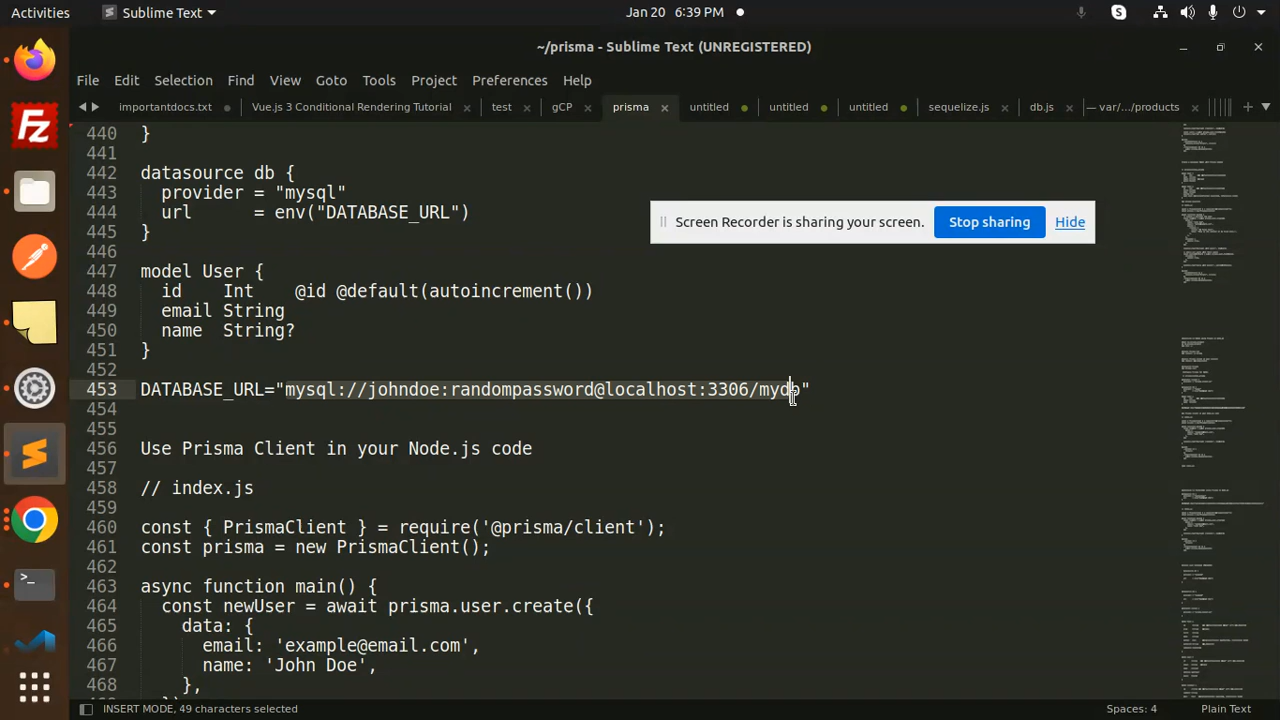 Activities
Sublime Text
Jan 20 6:39 PM
~/prisma - Sublime Text (UNREGISTERED)
File Edit Selection Find View Goto Tools Project Preferences Help
importantdocs.txt Vue.js 3 Conditional Rendering Tutorial test gCP prisma untitled untitled untitled sequelize.js db.js — var/.../products
440 }
441
442 datasource db {
443 provider = "mysql"
444 url = env("DATABASE_URL")
445 }
446
447 model User {
448 id Int @id @default(autoincrement())
449 email String
450 name String?
451 }
452
453 DATABASE_URL="mysql://johndoe:randompassword@localhost:3306/mydb"
454
455
456 Use Prisma Client in your Node.js code
457
458 // index.js
459
460 const { PrismaClient } = require('@prisma/client');
461 const prisma = new PrismaClient();
462
463 async function main() {
464 const newUser = await prisma.user.create({
465 data: {
466 email: 'example@email.com',
467 name: 'John Doe',
468 },
Screen Recorder is sharing your screen. Stop sharing Hide
INSERT MODE, 49 characters selected
Spaces: 4
Plain Text